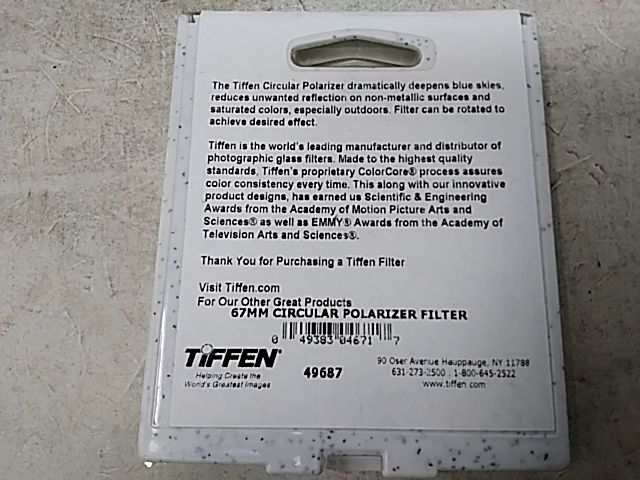 The Tiffen Circular Polarizer dramatically deepens blue skies,
reduces unwanted reflection on non-metallic surfaces and
saturated colors, especially outdoors. Filter can be rotated to
achieve desired effect.
Tiffen is the world's leading manufacturer and distributor of
photographic glass filters. Made to the highest quality
standards, Tiffen's proprietary ColorCore® process assures
color consistency every time. This along with our innovative
product designs, has earned us Scientific & Engineering
Awards from the Academy of Motion Picture Arts and
Sciences® as well as EMMY® Awards from the Academy of
Television Arts and Sciences®.
Thank You for Purchasing a Tiffen Filter
Visit Tiffen.com
For Our Other Great Products
67MM CIRCULAR POLARIZER FILTER
0 49383 04671 7
TIFFEN®
Helping Create the
World's Greatest Images
49687
90 Oser Avenue Hauppauge, NY 11788
631-273-2500 . 1-800-645-2522
www.tiffen.com